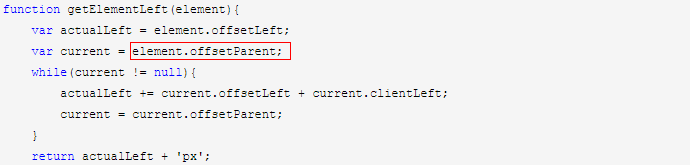 function getElementLeft(element){
    var actualLeft = element.offsetLeft;
    var current = element.offsetParent;
    while(current != null){
        actualLeft += current.offsetLeft + current.clientLeft;
        current = current.offsetParent;
    }
    return actualLeft + 'px';